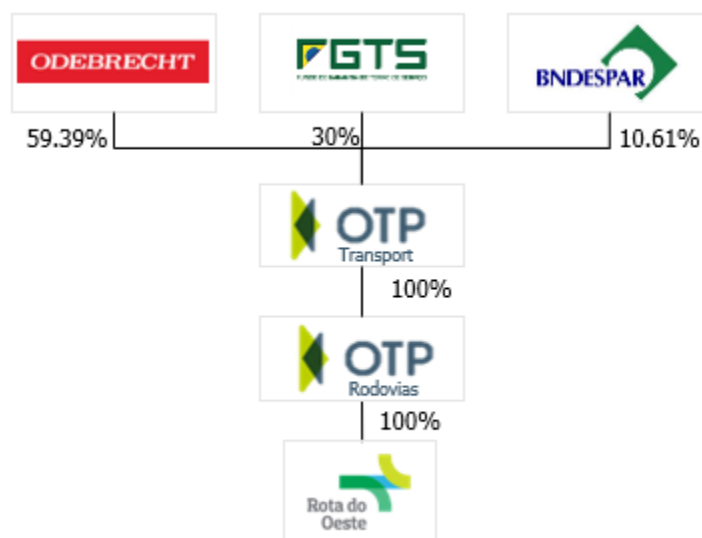 ODEBRECHT
FGTS
BNDESPAR
59.39%
30%
10.61%
OTP
Transport
100%
OTP
Rodovias
100%
Rota do
Oeste